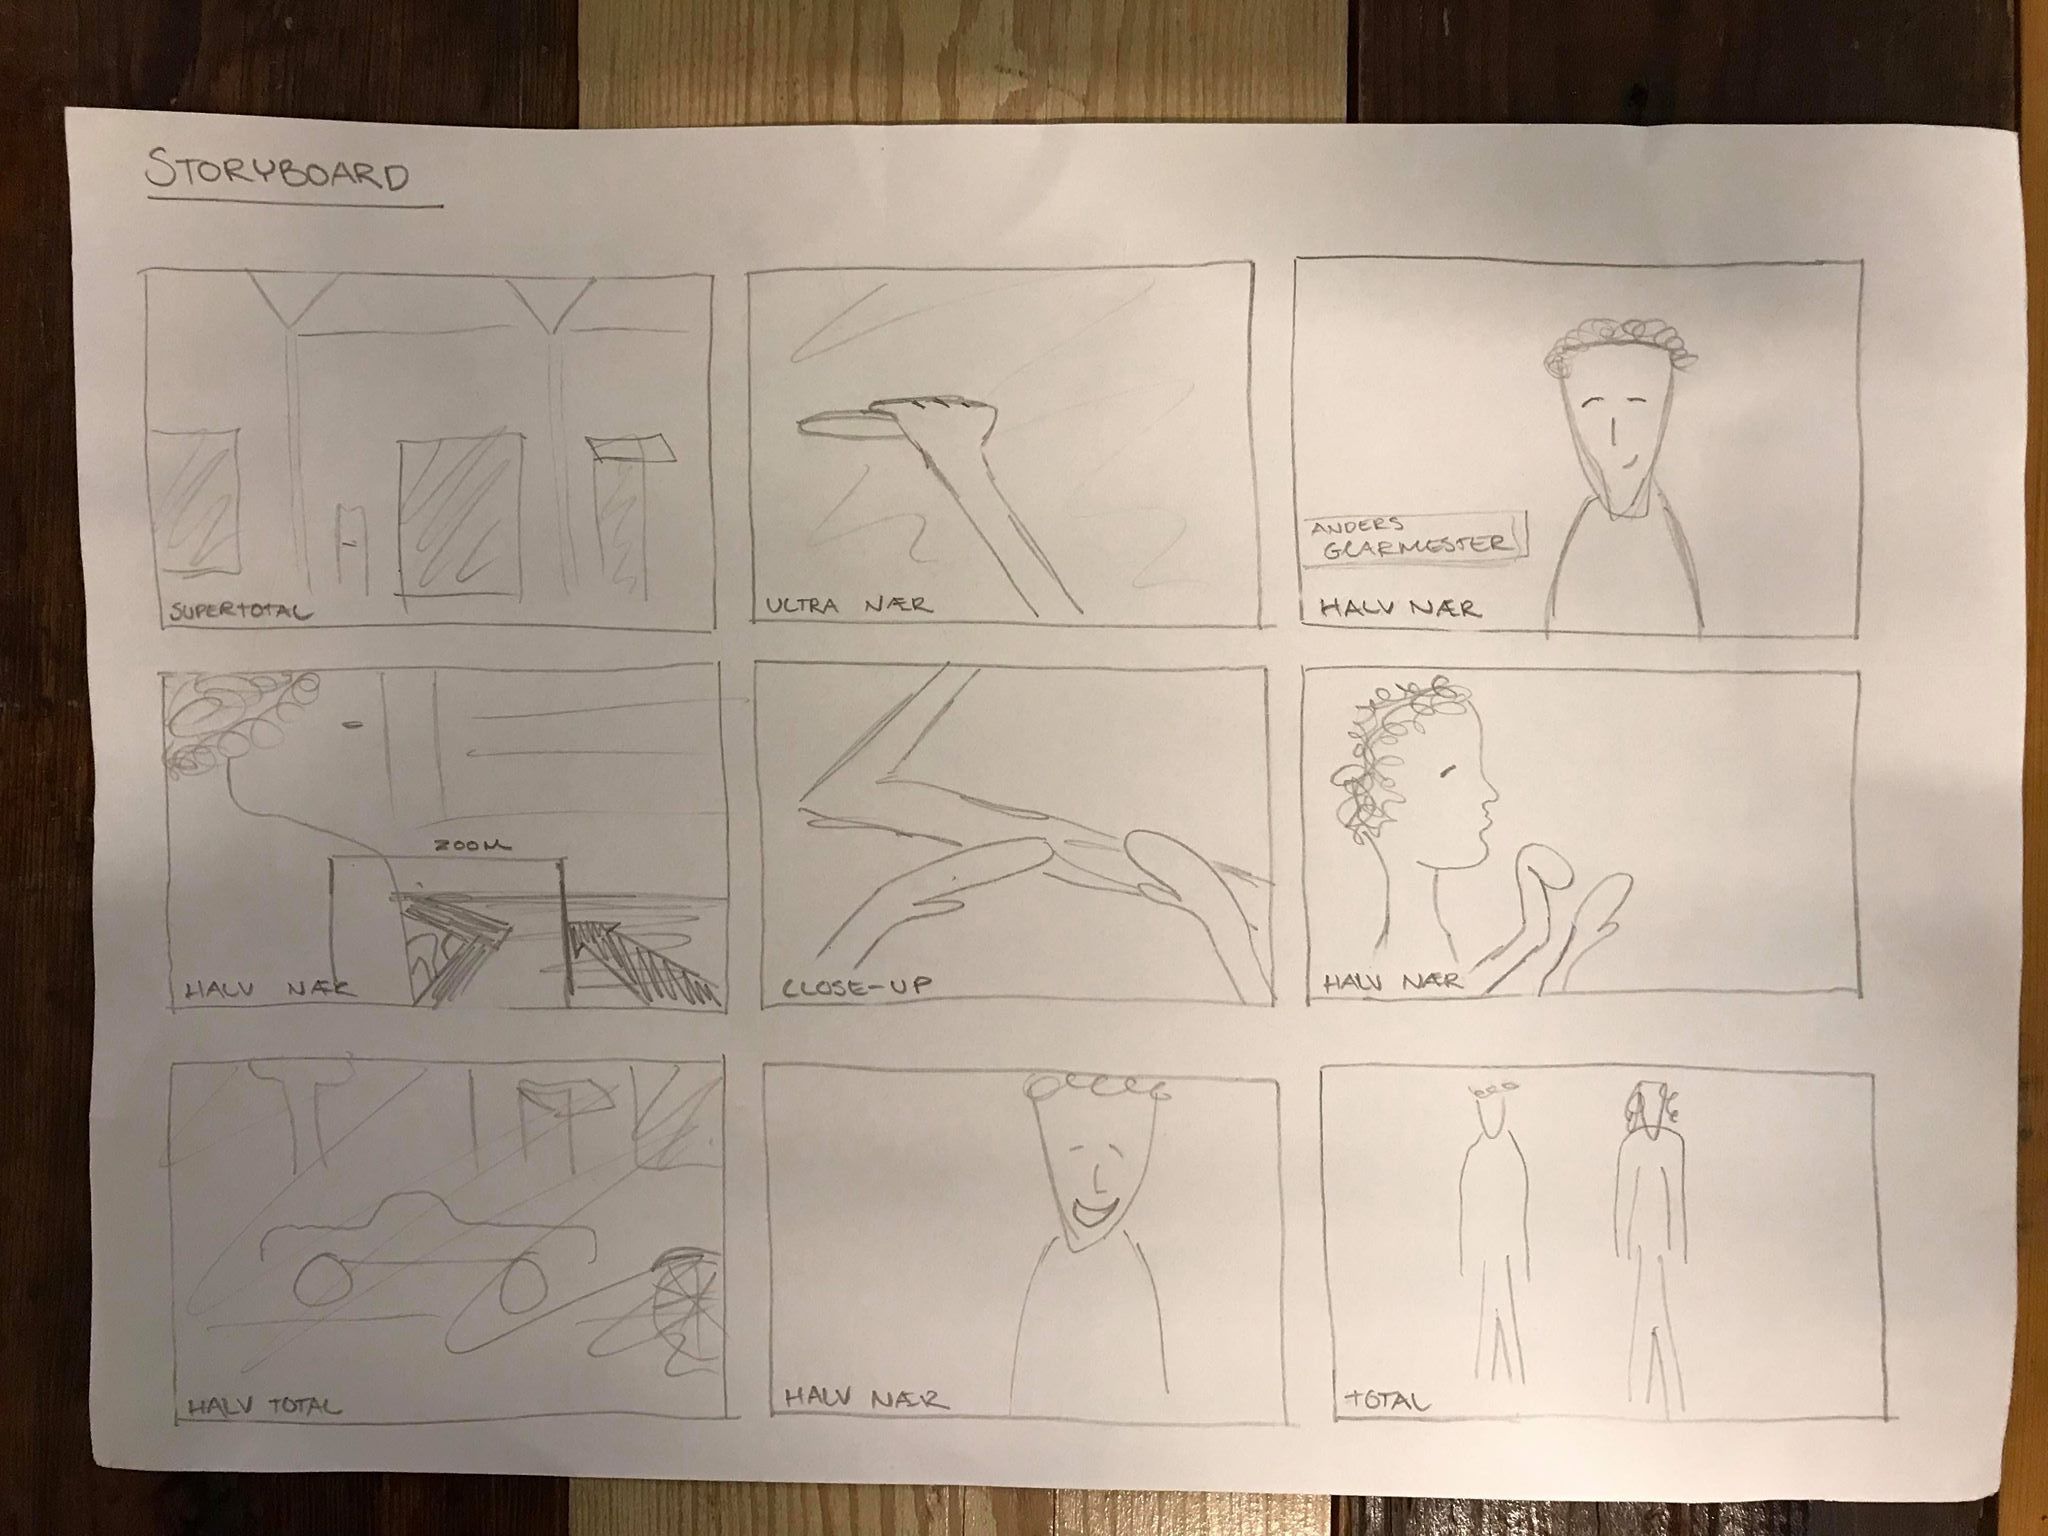 STORYBOARD
SUPERTOTAL
ULTRA NÆR
ANDERS
GLARMESTER
HALV NÆR
ZOOM
HALV NÆR
CLOSE-UP
HALV NÆR
HALV TOTAL
HALV NÆR
TOTAL